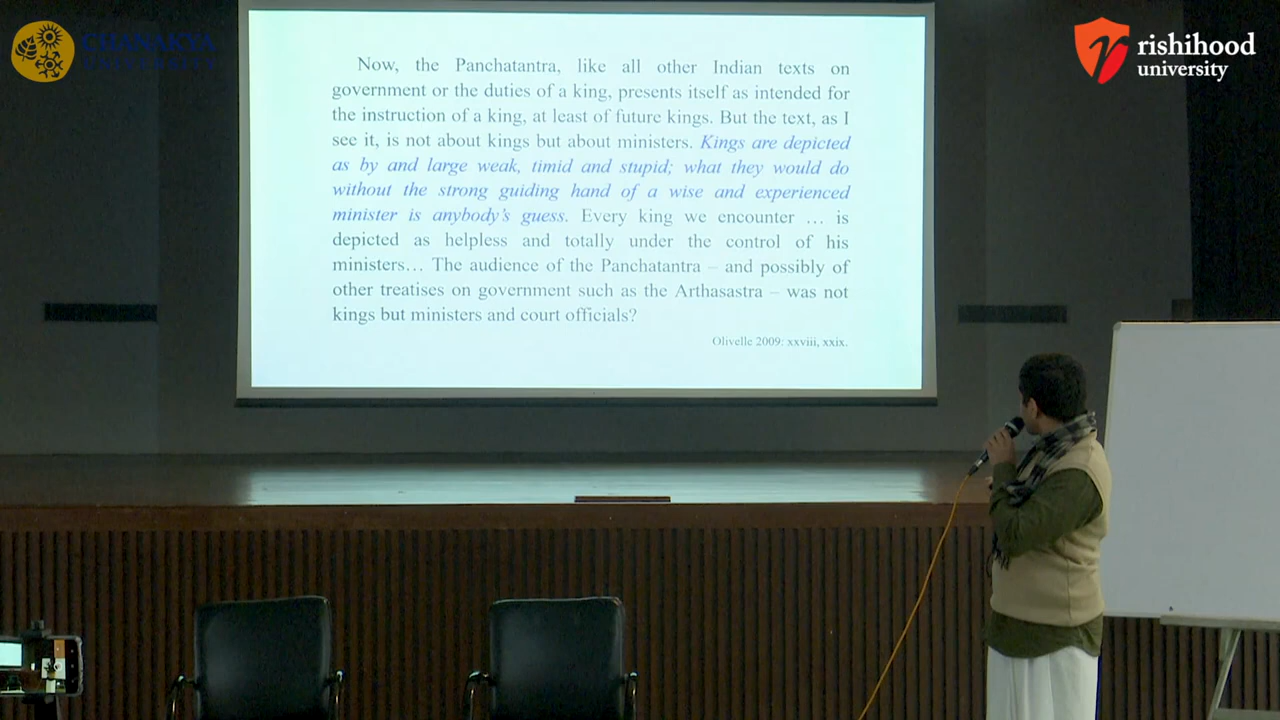 CHANAKYA
UNIVERSITY
rishihood
university
Now, the Panchatantra, like all other Indian texts on
government or the duties of a king, presents itself as intended for
the instruction of a king, at least of future kings. But the text, as I
see it, is not about kings but about ministers. Kings are depicted
as by and large weak, timid and stupid; what they would do
without the strong guiding hand of a wise and experienced
minister is anybody's guess. Every king we encounter … is
depicted as helpless and totally under the control of his
ministers… The audience of the Panchatantra – and possibly of
other treatises on government such as the Arthasastra – was not
kings but ministers and court officials?
Olivelle 2009: xxviii, xxix.